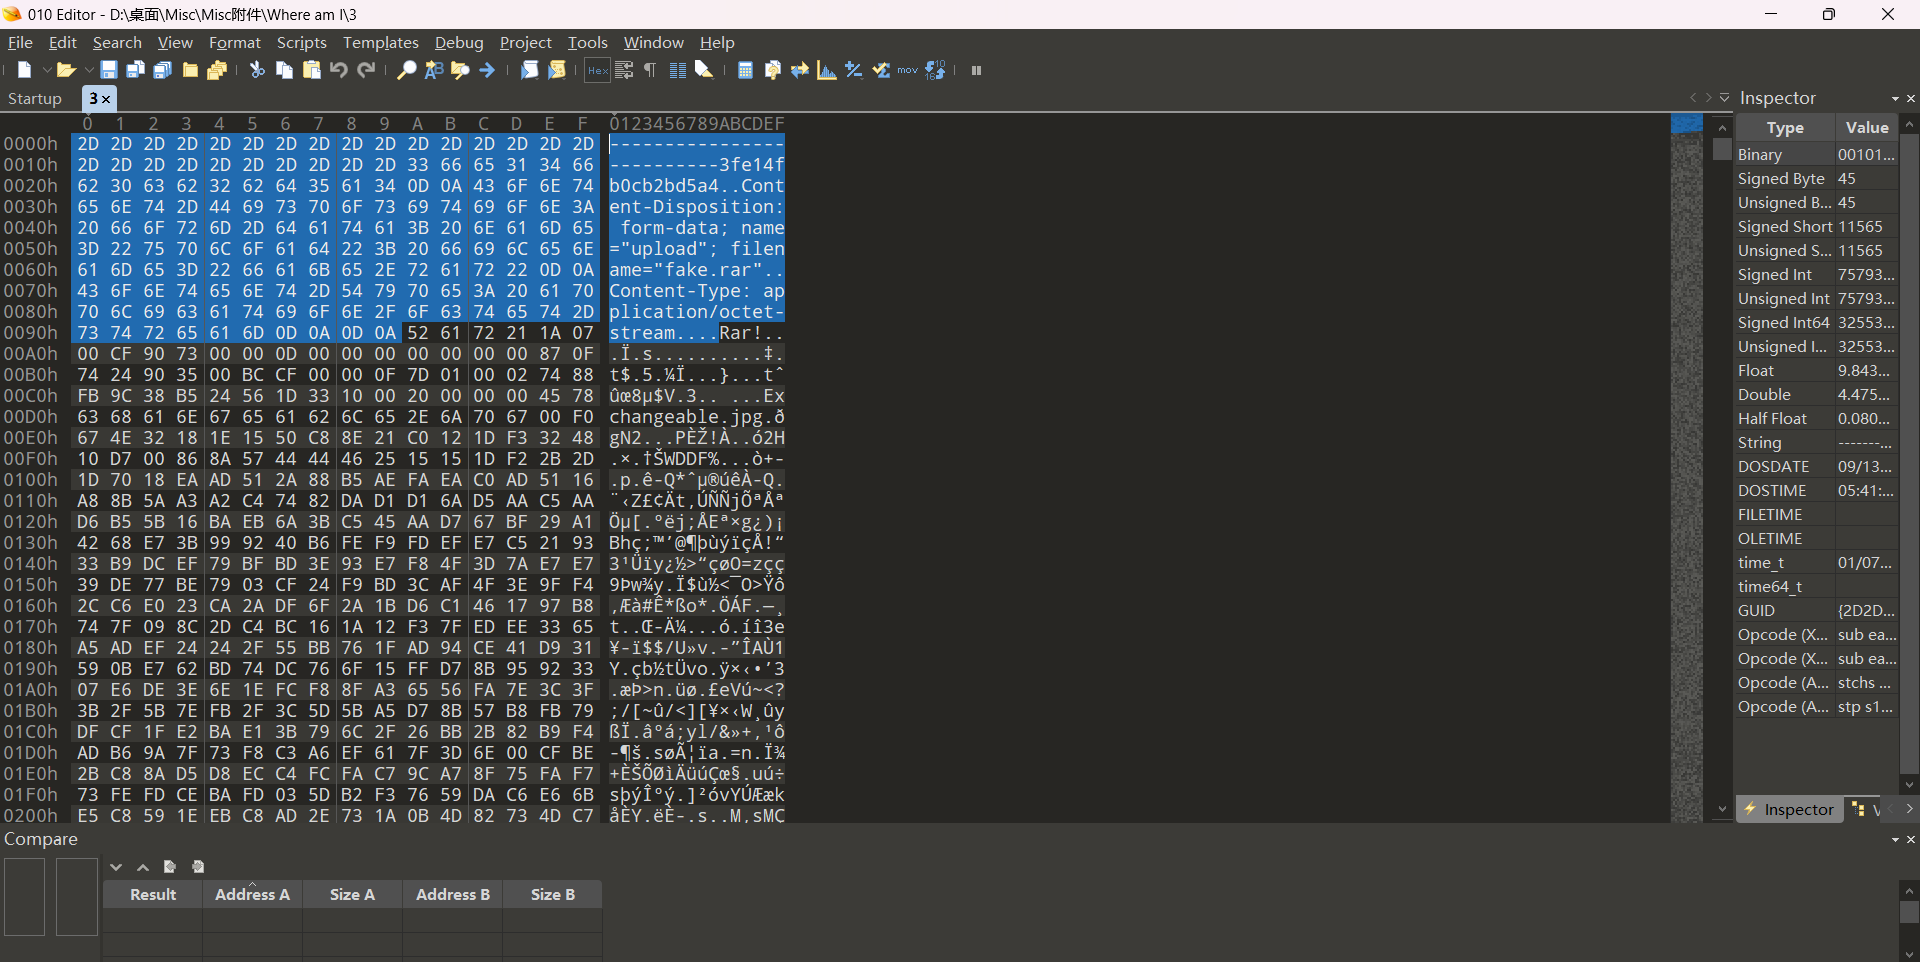 010 Editor - D:\桌面\Misc\Misc附件\Where am I\3
File Edit Search View Format Scripts Templates Debug Project Tools Window Help
Startup 3
Inspector
0 1 2 3 4 5 6 7 8 9 A B C D E F 0123456789ABCDEF
0000h 2D 2D 2D 2D 2D 2D 2D 2D 2D 2D 2D 2D 2D 2D 2D 2D ----------------
0010h 2D 2D 2D 2D 2D 2D 2D 2D 2D 2D 33 66 65 31 34 66 ----------3fe14f
0020h 62 30 63 62 32 62 64 35 61 34 0D 0A 43 6F 6E 74 b0cb2bd5a4..Cont
0030h 65 6E 74 2D 44 69 73 70 6F 73 69 74 69 6F 6E 3A ent-Disposition:
0040h 20 66 6F 72 6D 2D 64 61 74 61 3B 20 6E 61 6D 65 form-data; name
0050h 3D 22 75 70 6C 6F 61 64 22 3B 20 66 69 6C 65 6E ="upload"; filen
0060h 61 6D 65 3D 22 66 61 6B 65 2E 72 61 72 22 0D 0A ame="fake.rar"..
0070h 43 6F 6E 74 65 6E 74 2D 54 79 70 65 3A 20 61 70 Content-Type: ap
0080h 70 6C 69 63 61 74 69 6F 6E 2F 6F 63 74 65 74 2D plication/octet-
0090h 73 74 72 65 61 6D 0D 0A 0D 0A 52 61 72 21 1A 07 stream....Rar!..
00A0h 00 CF 90 73 00 00 0D 00 00 00 00 00 00 00 87 0F .Ï.s..........‡.
00B0h 74 24 90 35 00 BC CF 00 00 0F 7D 01 00 02 74 88 t$.5.¼Ï...}...tˆ
00C0h FB 9C 38 B5 24 56 1D 33 10 00 20 00 00 00 45 78 ûœ8µ$V.3.. ...Ex
00D0h 63 68 61 6E 67 65 61 62 6C 65 2E 6A 70 67 00 F0 changeable.jpg.ð
00E0h 67 4E 32 18 1E 15 50 C8 8E 21 C0 12 1D F3 32 48 gN2...PÈŽ!À..ó2H
00F0h 10 D7 00 86 8A 57 44 44 46 25 15 15 1D F2 2B 2D .×.†ŠWDDF%...ò+-
0100h 1D 70 18 EA AD 51 2A 88 B5 AE FA EA C0 AD 51 16 .p.ê-Q*ˆµ®úêÀ-Q.
0110h A8 8B 5A A3 A2 C4 74 82 DA D1 D1 6A D5 AA C5 AA ¨‹Z£¢Ät‚ÚÑÑjÕªÅª
0120h D6 B5 5B 16 BA EB 6A 3B C5 45 AA D7 67 BF 29 A1 Öµ[.ºëj;ÅEª×g¿)¡
0130h 42 68 E7 3B 99 92 40 B6 FE F9 FD EF E7 C5 21 93 Bhç;™’@¶þùýïçÅ!“
0140h 33 B9 DC EF 79 BF BD 3E 93 E7 F8 4F 3D 7A E7 E7 3¹Üïy¿½>“çøO=zçç
0150h 39 DE 77 BE 79 03 CF 24 F9 BD 3C AF 4F 3E 9F F4 9Þw¾y.Ï$ù½<¯O>Ÿô
0160h 2C C6 E0 23 CA 2A DF 6F 2A 1B D6 C1 46 17 97 B8 ,Æà#Ê*ßo*.ÖÁF.—¸
0170h 74 7F 09 8C 2D C4 BC 16 1A 12 F3 7F ED EE 33 65 t..Œ-Ä¼...ó.íî3e
0180h A5 AD EF 24 24 2F 55 BB 76 1F AD 94 CE 41 D9 31 ¥-ï$$/U»v.-”ÎAÙ1
0190h 59 0B E7 62 BD 74 DC 76 6F 15 FF D7 8B 95 92 33 Y.çb½tÜvo.ÿ×‹•’3
01A0h 07 E6 DE 3E 6E 1E FC F8 8F A3 65 56 FA 7E 3C 3F .æÞ>n.üø.£eVú~<?
01B0h 3B 2F 5B 7E FB 2F 3C 5D 5B A5 D7 8B 57 B8 FB 79 ;/[~û/<][¥×‹W¸ûy
01C0h DF CF 1F E2 BA E1 3B 79 6C 2F 26 BB 2B 82 B9 F4 ßÏ.âºá;yl/&»+‚¹ô
01D0h AD B6 9A 7F 73 F8 C3 A6 EF 61 7F 3D 6E 00 CF BE -¶š.søÃ¦ïa.=n.Ï¾
01E0h 2B C8 8A D5 D8 EC C4 FC FA C7 9C A7 8F 75 FA F7 +ÈŠÕØìÄüúÇœ§.uú÷
01F0h 73 FE FD CE BA FD 03 5D B2 F3 76 59 DA C6 E6 6B sþýÎºý.]²óvYÚÆæk
0200h E5 C8 59 1E EB C8 AD 2E 73 1A 0B 4D 82 73 4D C7 åÈY.ëÈ-.s..M‚sMÇ
Type Value
Binary 00101...
Signed Byte 45
Unsigned B... 45
Signed Short 11565
Unsigned S... 11565
Signed Int 75793...
Unsigned Int 75793...
Signed Int64 32553...
Unsigned I... 32553...
Float 9.843...
Double 4.475...
Half Float 0.080...
String -------...
DOSDATE 09/13...
DOSTIME 05:41:...
FILETIME
OLETIME
time_t 01/07...
time64_t
GUID {2D2D...
Opcode (X... sub ea...
Opcode (X... sub ea...
Opcode (A... stchs ...
Opcode (A... stp s1...
Inspector
Compare
Result Address A Size A Address B Size B